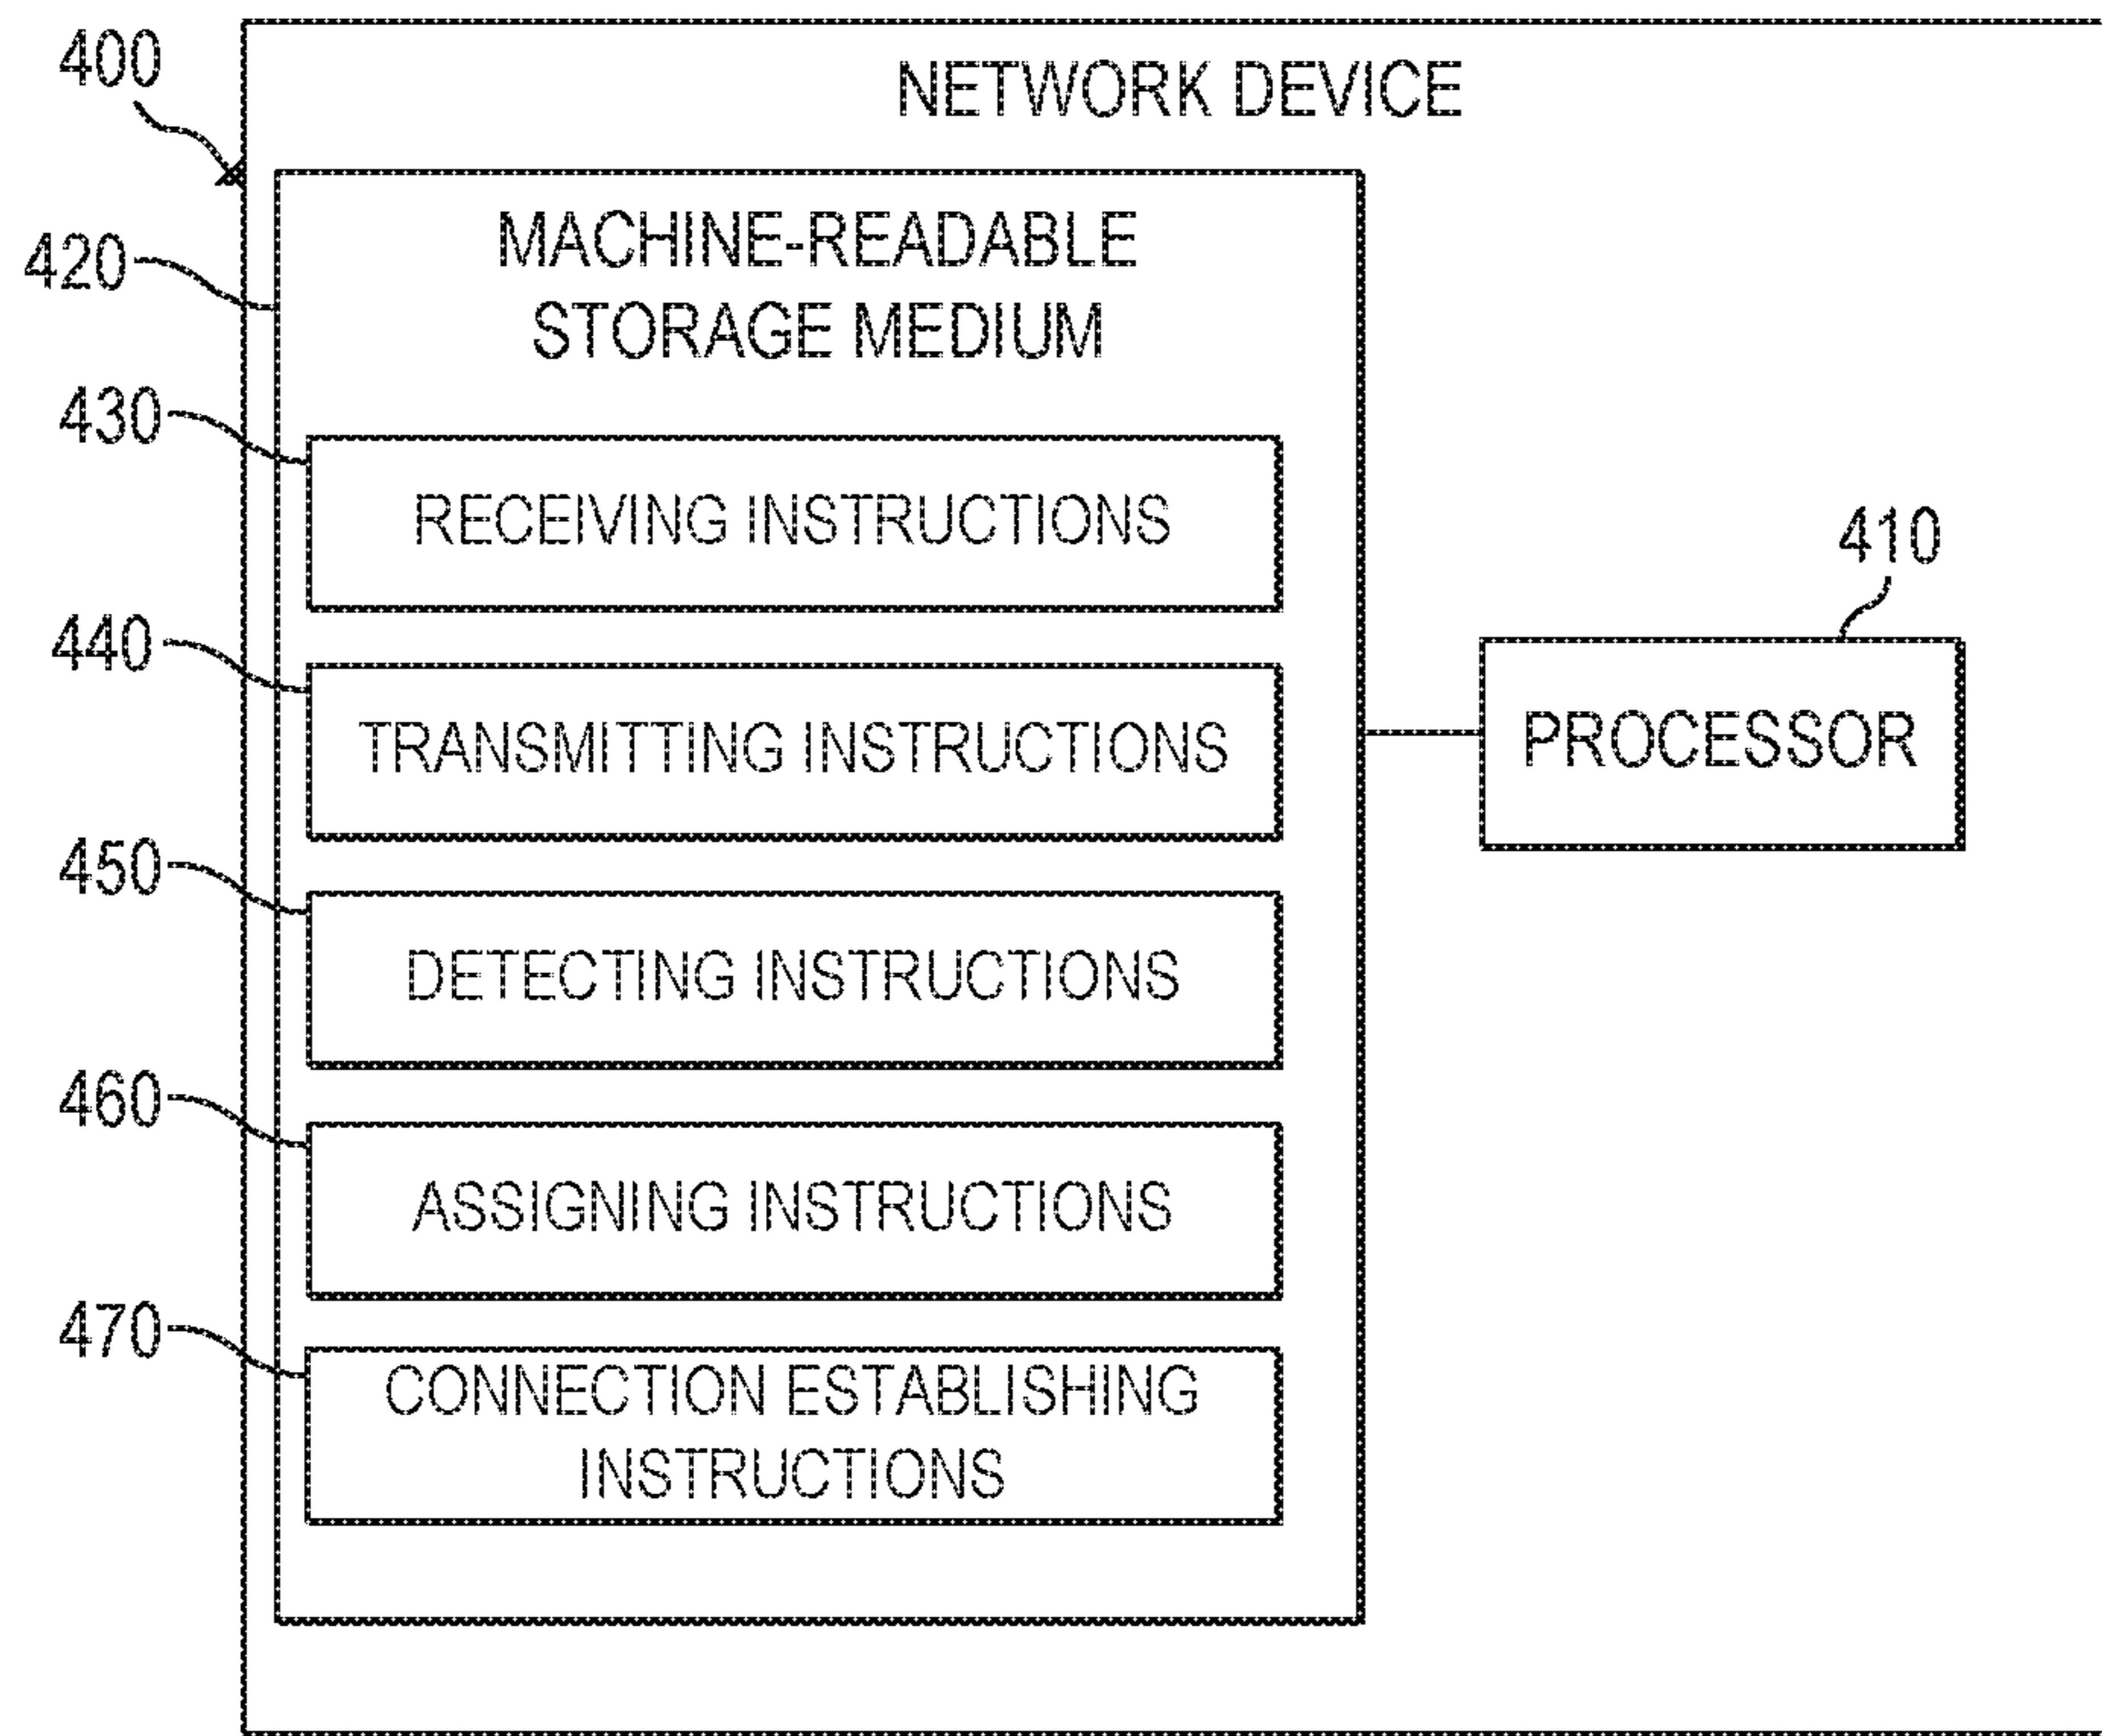 400
NETWORK DEVICE
420
MACHINE-READABLE
STORAGE MEDIUM
430
RECEIVING INSTRUCTIONS
410
440
TRANSMITTING INSTRUCTIONS
PROCESSOR
450
DETECTING INSTRUCTIONS
460
ASSIGNING INSTRUCTIONS
470
CONNECTION ESTABLISHING
INSTRUCTIONS